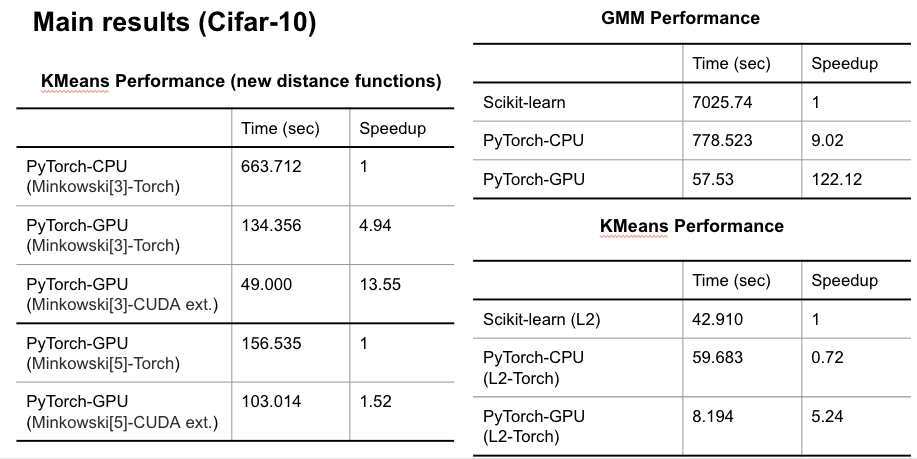 Main results (Cifar-10)
KMeans Performance (new distance functions)
Time (sec) Speedup
PyTorch-CPU 663.712 1
(Minkowski[3]-Torch)
PyTorch-GPU 134.356 4.94
(Minkowski[3]-Torch)
PyTorch-GPU 49.000 13.55
(Minkowski[3]-CUDA ext.)
PyTorch-GPU 156.535 1
(Minkowski[5]-Torch)
PyTorch-GPU 103.014 1.52
(Minkowski[5]-CUDA ext.)
GMM Performance
Time (sec) Speedup
Scikit-learn 7025.74 1
PyTorch-CPU 778.523 9.02
PyTorch-GPU 57.53 122.12
KMeans Performance
Time (sec) Speedup
Scikit-learn (L2) 42.910 1
PyTorch-CPU 59.683 0.72
(L2-Torch)
PyTorch-GPU 8.194 5.24
(L2-Torch)